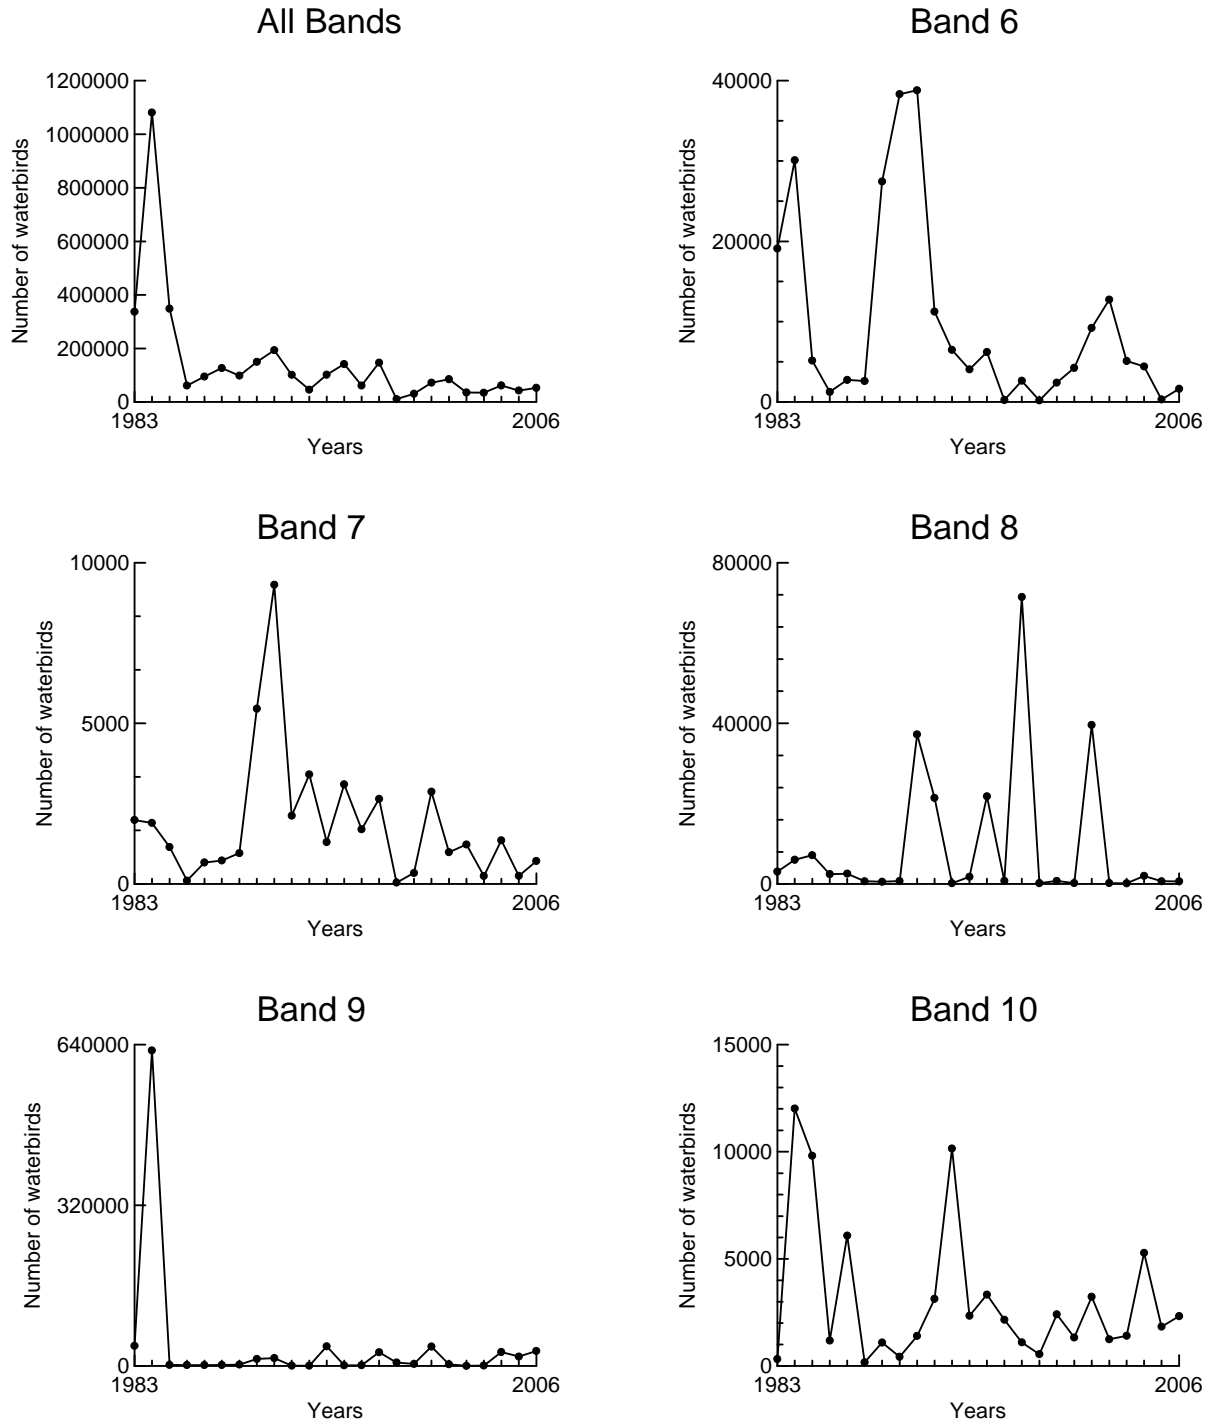 All Bands
1200000
1000000
800000
600000
400000
200000
0
Number of waterbirds
1983
2006
Years
Band 6
40000
20000
0
Number of waterbirds
1983
2006
Years
Band 7
10000
5000
0
Number of waterbirds
1983
2006
Years
Band 8
80000
40000
0
Number of waterbirds
1983
2006
Years
Band 9
640000
320000
0
Number of waterbirds
1983
2006
Years
Band 10
15000
10000
5000
0
Number of waterbirds
1983
2006
Years